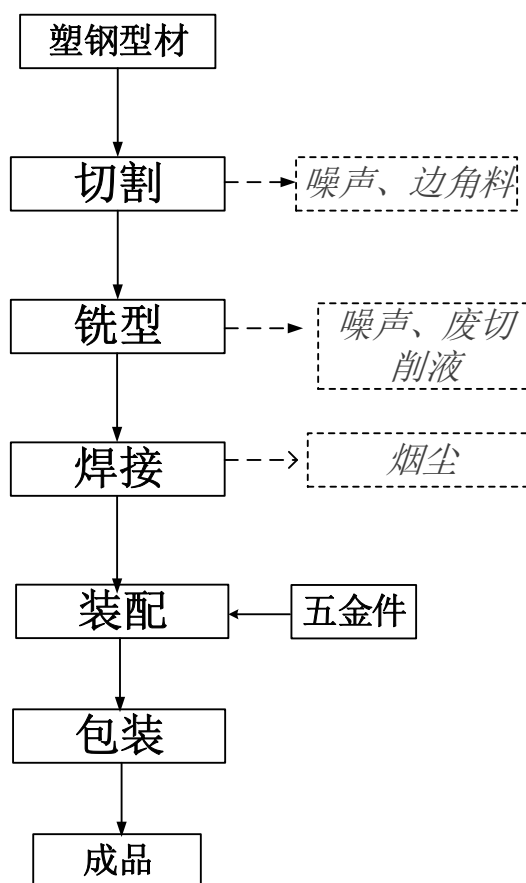 塑钢型材
切割
噪声、边角料
铣型
噪声、废切
削液
焊接
烟尘
装配
五金件
包装
成品